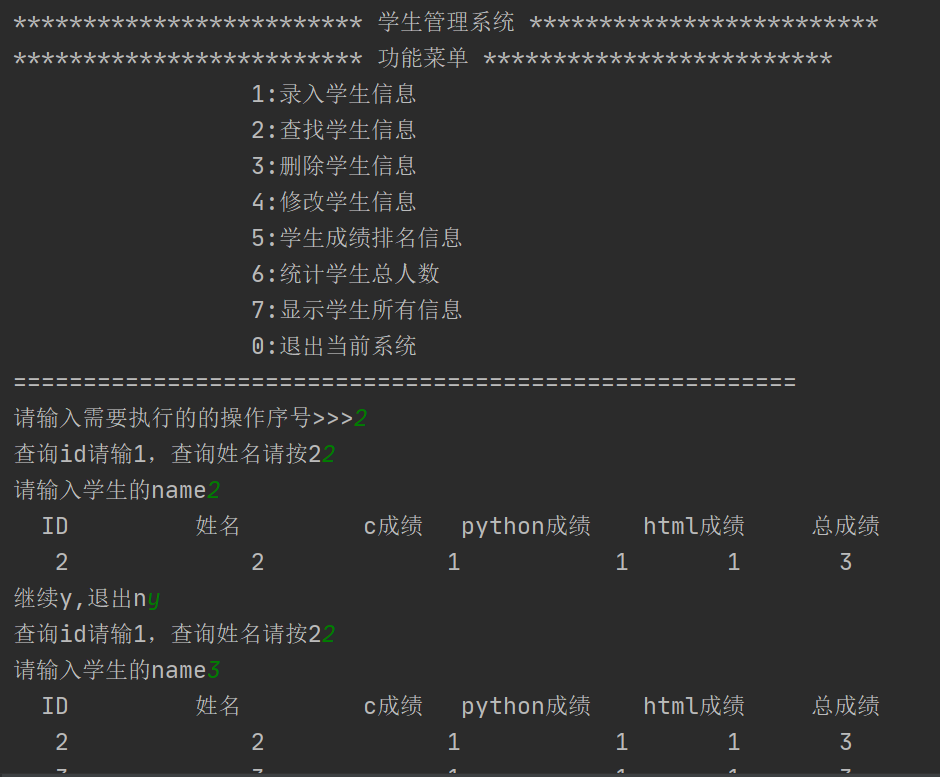 ************************* 学生管理系统 *************************
************************* 功能菜单 *************************
1:录入学生信息
2:查找学生信息
3:删除学生信息
4:修改学生信息
5:学生成绩排名信息
6:统计学生总人数
7:显示学生所有信息
0:退出当前系统
========================================================
请输入需要执行的的操作序号>>>2
查询id请输1，查询姓名请按22
请输入学生的name2
ID 姓名 c成绩 python成绩 html成绩 总成绩
2 2 1 1 1 3
继续y,退出ny
查询id请输1，查询姓名请按22
请输入学生的name3
ID 姓名 c成绩 python成绩 html成绩 总成绩
2 2 1 1 1 3